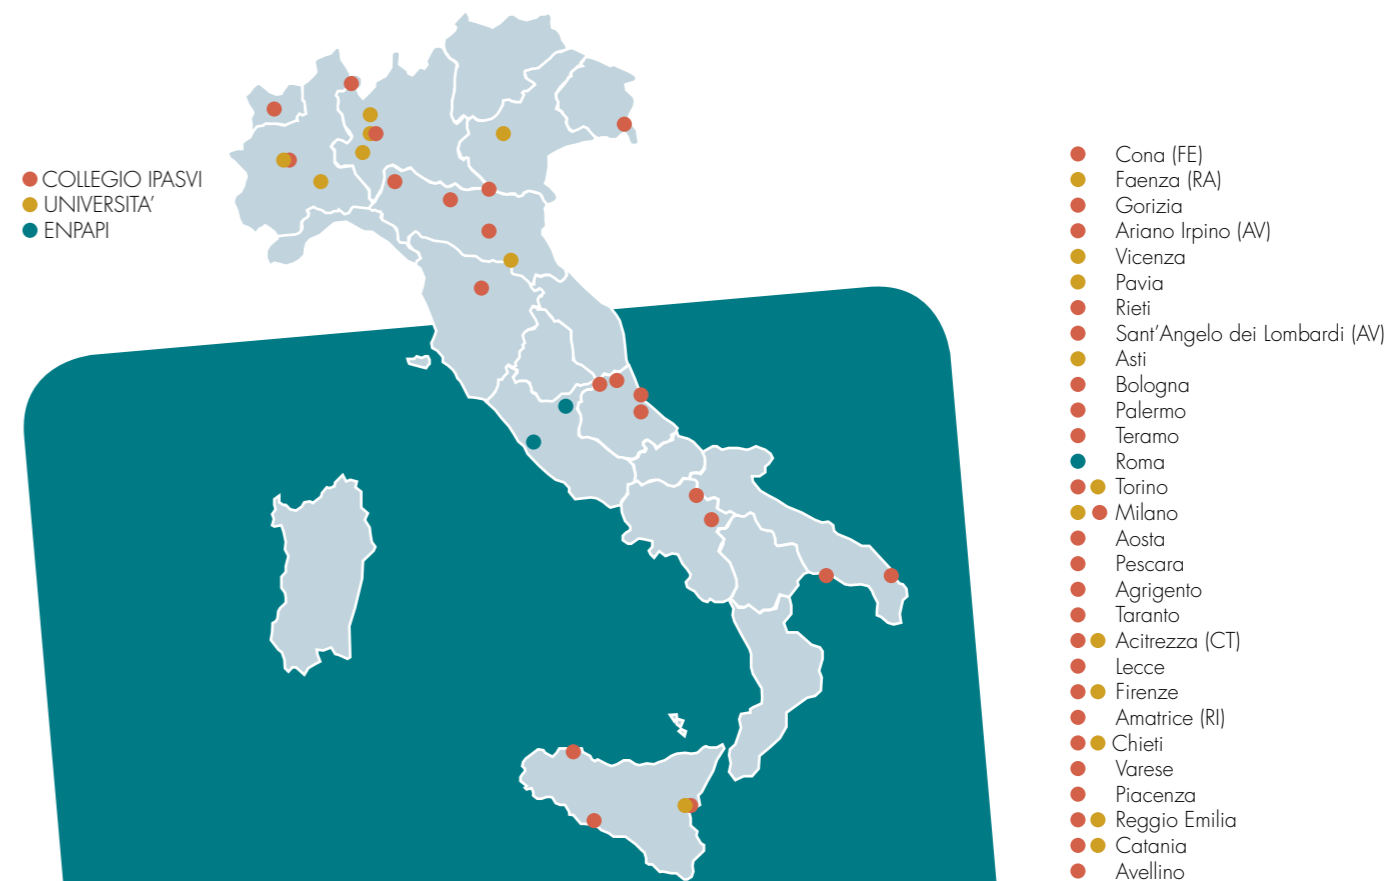 COLLEGIO IPASVI
UNIVERSITA'
ENPAPI
Cona (FE)
Faenza (RA)
Gorizia
Ariano Irpino (AV)
Vicenza
Pavia
Rieti
Sant'Angelo dei Lombardi (AV)
Asti
Bologna
Palermo
Teramo
Roma
Torino
Milano
Aosta
Pescara
Agrigento
Taranto
Acitrezza (CT)
Lecce
Firenze
Amatrice (RI)
Chieti
Varese
Piacenza
Reggio Emilia
Catania
Avellino